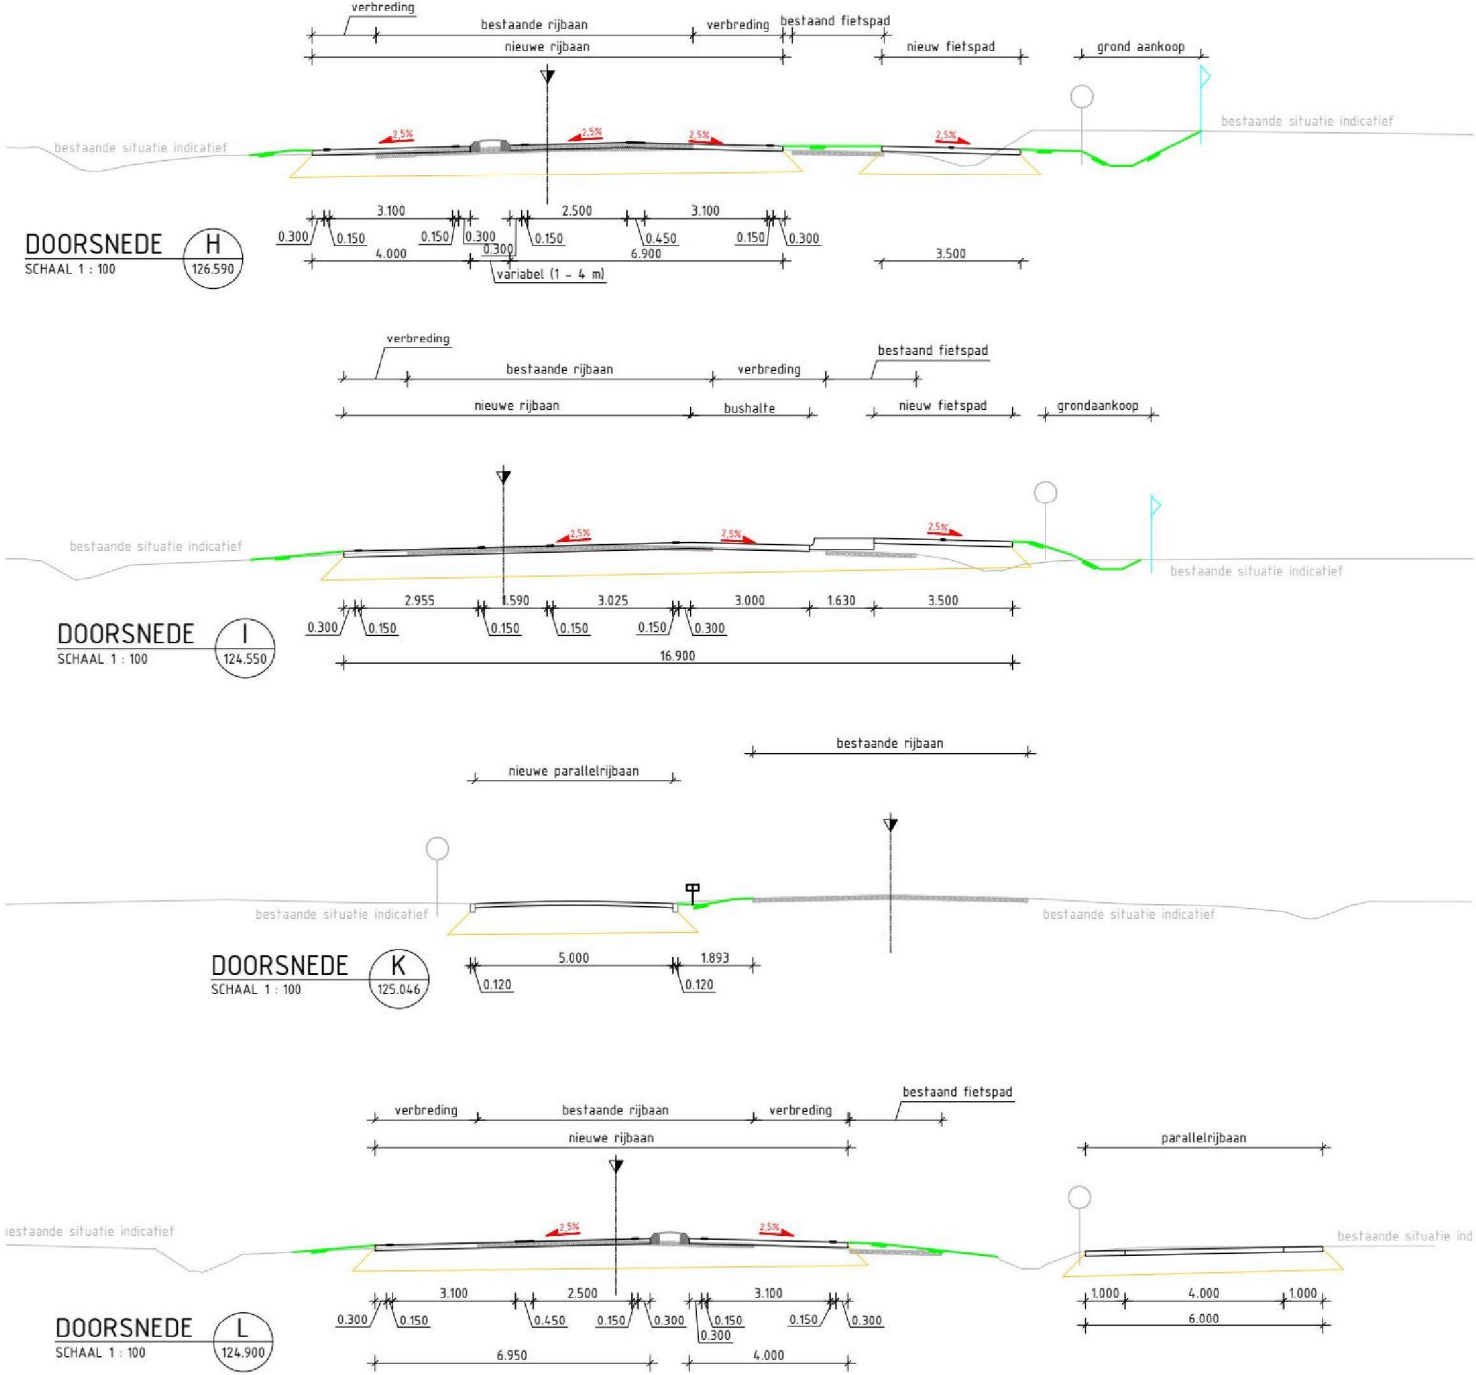 verbreding
bestaande rijbaan
verbreding
bestaand fietspad
nieuwe rijbaan
nieuw fietspad
grond aankoop
bestaande situatie indicatief
2,5%
2,5%
2,5%
2,5%
bestaande situatie indicatief
3.100
2.500
3.100
0.300
0.150
0.150
0.300
0.300
0.150
0.450
0.150
0.300
4.000
6.900
3.500
variabel (1 - 4 m)
DOORSNEDE H
SCHAAL 1 : 100
126.590
verbreding
bestaand fietspad
bestaande rijbaan
verbreding
nieuwe rijbaan
bushalte
nieuw fietspad
grondaankoop
bestaande situatie indicatief
2,5%
2,5%
2,5%
bestaande situatie indicatief
2.955
1.590
3.025
3.000
1.630
3.500
0.300
0.150
0.150
0.150
0.150
0.300
16.900
DOORSNEDE I
SCHAAL 1 : 100
124.550
bestaande rijbaan
nieuwe parallelrijbaan
bestaande situatie indicatief
bestaande situatie indicatief
5.000
1.893
0.120
0.120
DOORSNEDE K
SCHAAL 1 : 100
125.046
verbreding
bestaande rijbaan
verbreding
bestaand fietspad
nieuwe rijbaan
parallelrijbaan
estaande situatie indicatief
2,5%
2,5%
bestaande situatie ind
3.100
2.500
3.100
1.000
4.000
1.000
0.300
0.150
0.450
0.150
0.300
0.300
0.150
0.150
0.300
6.000
6.950
4.000
DOORSNEDE L
SCHAAL 1 : 100
124.900